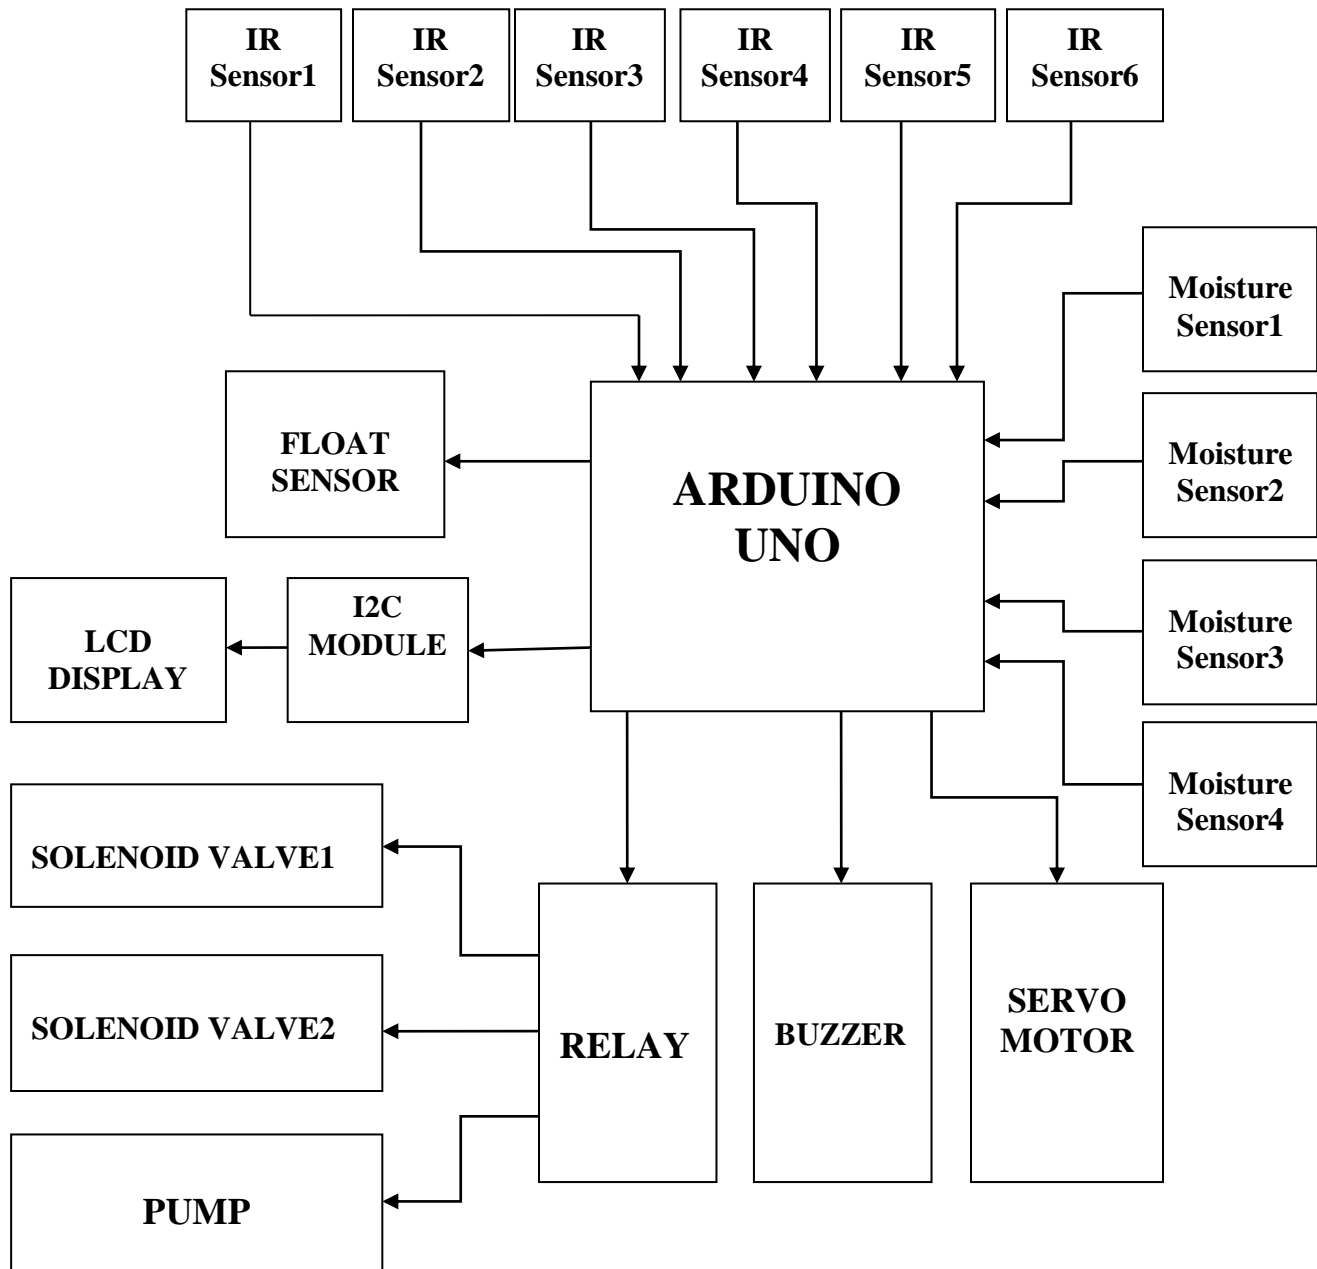 IR
Sensor1
IR
Sensor2
IR
Sensor3
IR
Sensor4
IR
Sensor5
IR
Sensor6
Moisture
Sensor1
FLOAT
SENSOR
ARDUINO
UNO
Moisture
Sensor2
LCD
DISPLAY
I2C
MODULE
Moisture
Sensor3
Moisture
Sensor4
SOLENOID VALVE1
SOLENOID VALVE2
RELAY
BUZZER
SERVO
MOTOR
PUMP